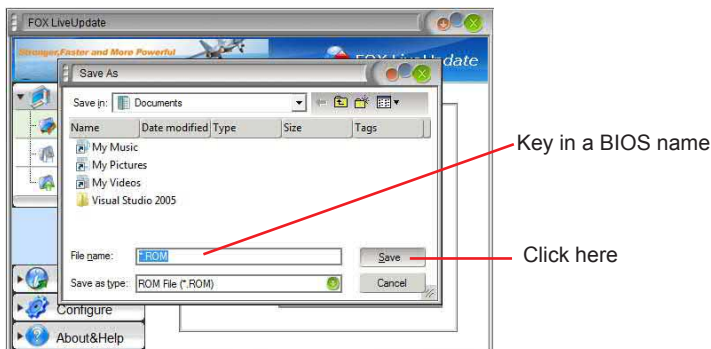 FOX LiveUpdate
Stronger,Faster and More Powerful
FOX LiveUpdate
Save As
Save in: Documents
Name Date modified Type Size Tags
My Music
My Pictures
My Videos
Visual Studio 2005
File name: *.ROM Save
Save as type: ROM File (*.ROM) Cancel
Configure
About&Help
Key in a BIOS name
Click here